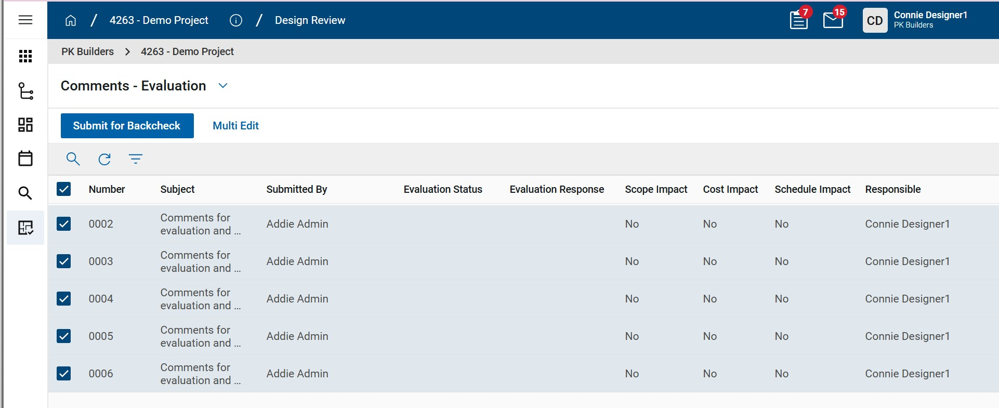 4263 - Demo Project / Design Review 7 15 CD Connie Designer1
PK Builders
PK Builders > 4263 - Demo Project
Comments - Evaluation
Submit for Backcheck Multi Edit
Number Subject Submitted By Evaluation Status Evaluation Response Scope Impact Cost Impact Schedule Impact Responsible
0002 Comments for evaluation and ... Addie Admin No No No Connie Designer1
0003 Comments for evaluation and ... Addie Admin No No No Connie Designer1
0004 Comments for evaluation and ... Addie Admin No No No Connie Designer1
0005 Comments for evaluation and ... Addie Admin No No No Connie Designer1
0006 Comments for evaluation and ... Addie Admin No No No Connie Designer1